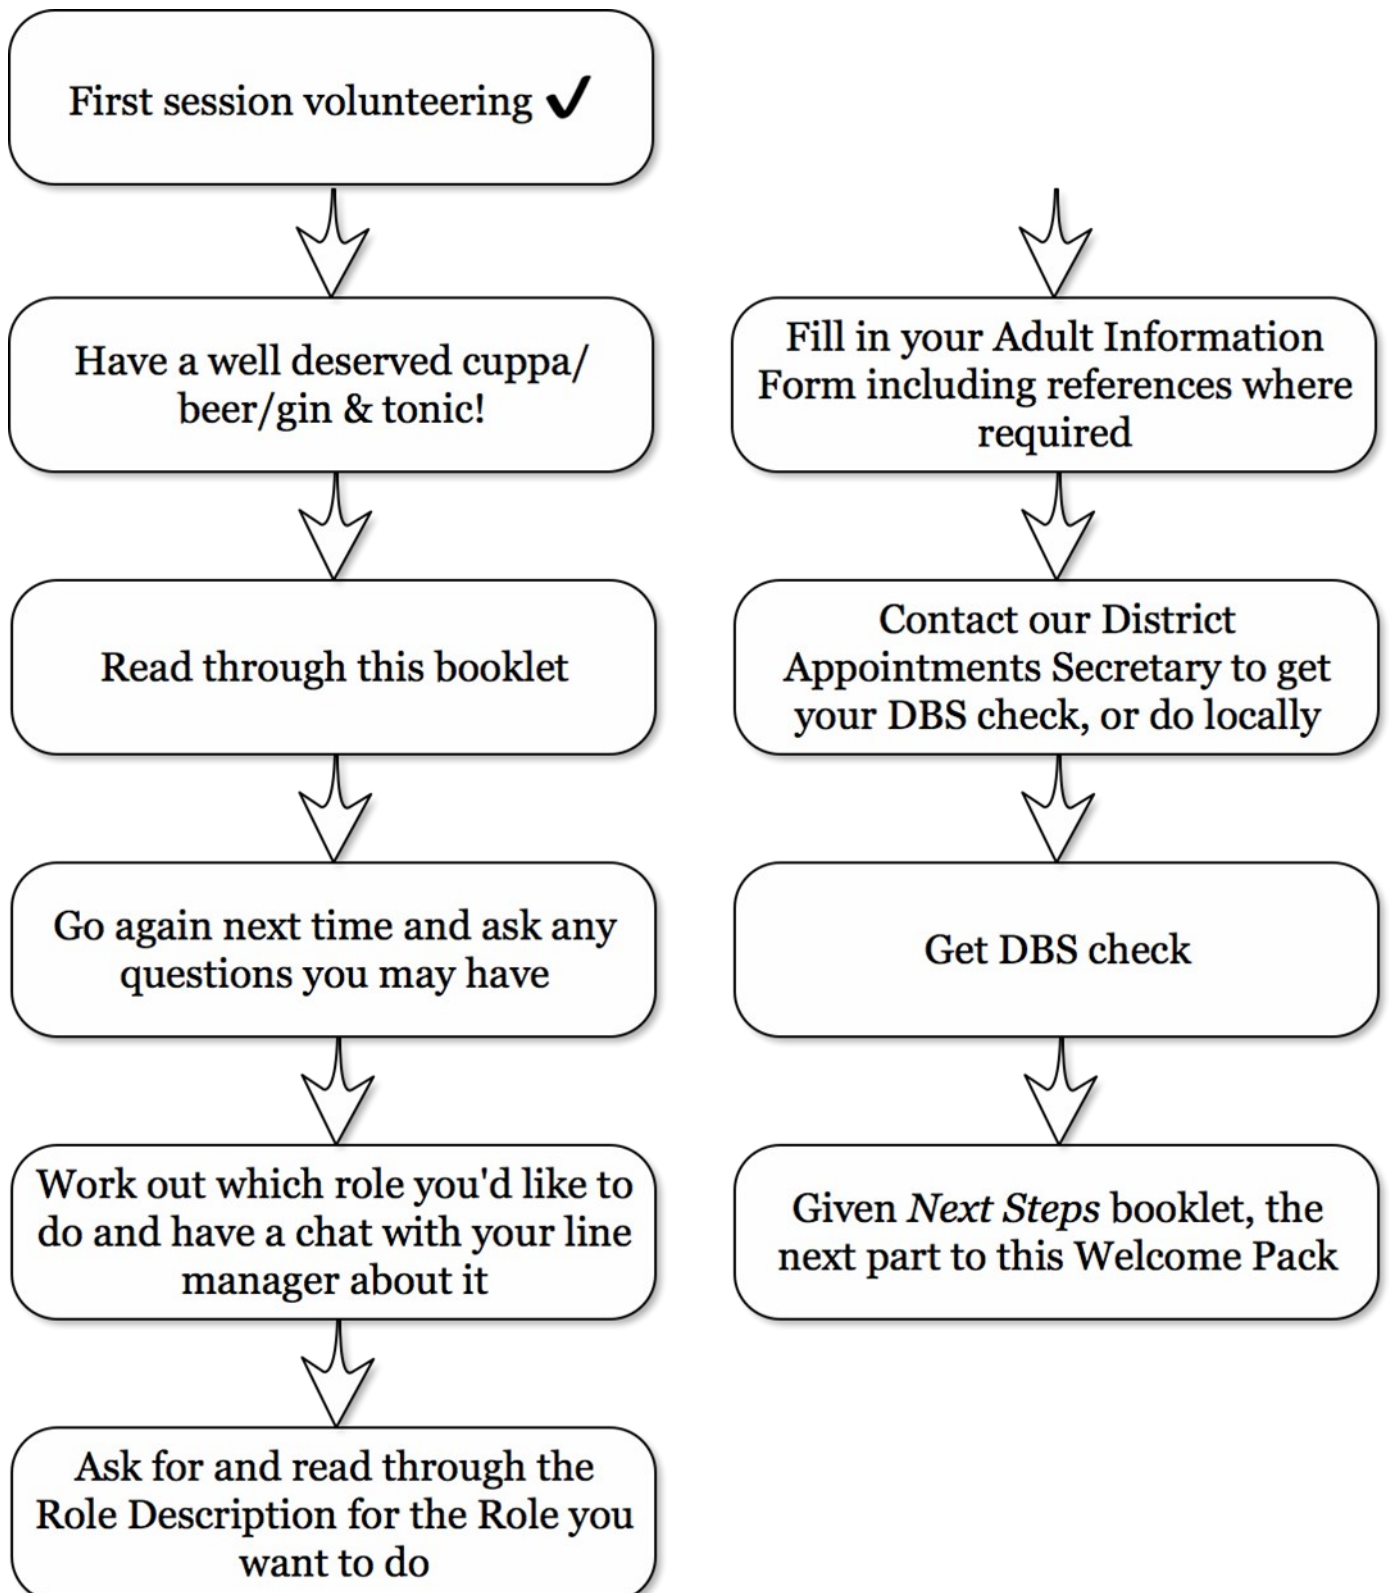 First session volunteering ✔
Have a well deserved cuppa/
beer/gin & tonic!
Read through this booklet
Go again next time and ask any
questions you may have
Work out which role you'd like to
do and have a chat with your line
manager about it
Ask for and read through the
Role Description for the Role you
want to do
Fill in your Adult Information
Form including references where
required
Contact our District
Appointments Secretary to get
your DBS check, or do locally
Get DBS check
Given Next Steps booklet, the
next part to this Welcome Pack